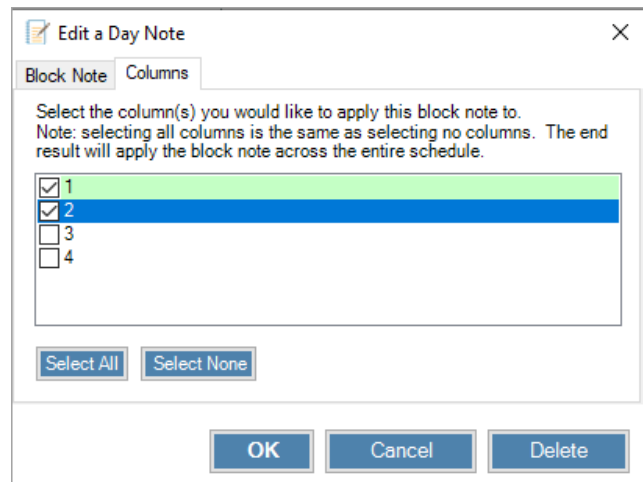 Edit a Day Note
Block Note Columns
Select the column(s) you would like to apply this block note to.
Note: selecting all columns is the same as selecting no columns.  The end
result will apply the block note across the entire schedule.
1
2
3
4
Select All Select None
OK Cancel Delete